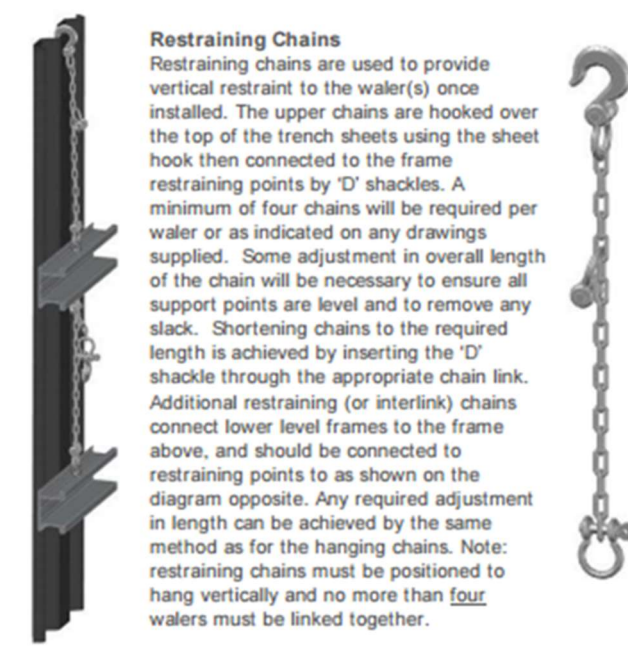 Restraining Chains
Restraining chains are used to provide
vertical restraint to the waler(s) once
installed. The upper chains are hooked over
the top of the trench sheets using the sheet
hook then connected to the frame
restraining points by 'D' shackles. A
minimum of four chains will be required per
waler or as indicated on any drawings
supplied. Some adjustment in overall length
of the chain will be necessary to ensure all
support points are level and to remove any
slack. Shortening chains to the required
length is achieved by inserting the 'D'
shackle through the appropriate chain link.
Additional restraining (or interlink) chains
connect lower level frames to the frame
above, and should be connected to
restraining points to as shown on the
diagram opposite. Any required adjustment
in length can be achieved by the same
method as for the hanging chains. Note:
restraining chains must be positioned to
hang vertically and no more than four
walers must be linked together.